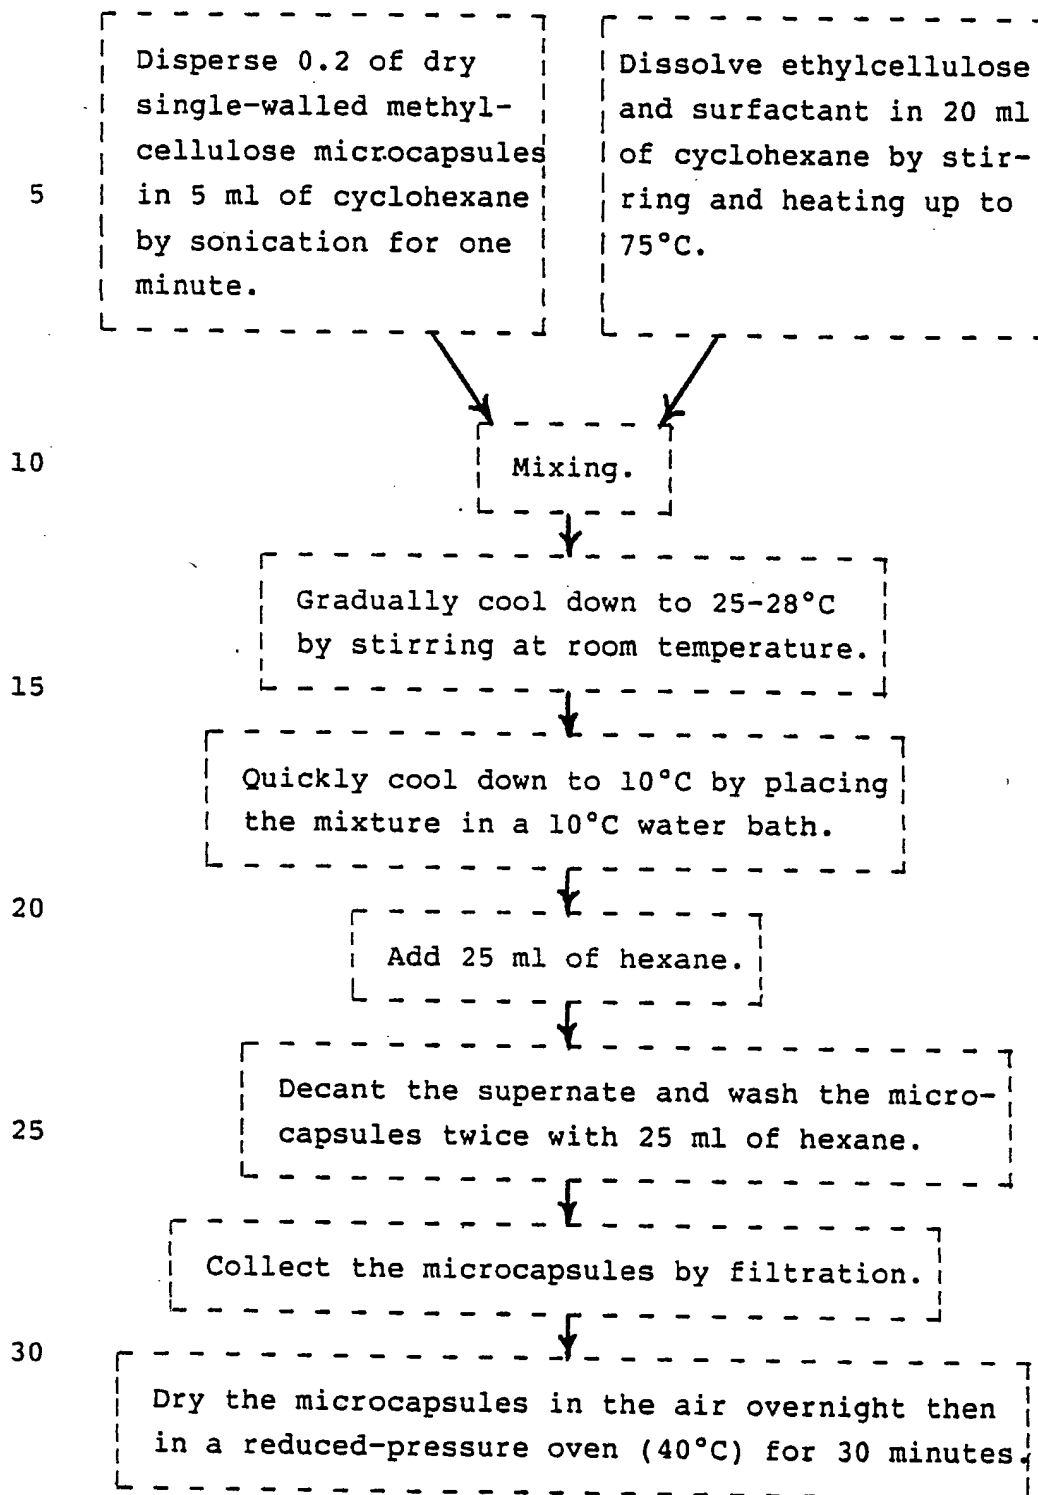 Disperse 0.2 of dry
single-walled methyl-
cellulose microcapsules
in 5 ml of cyclohexane
by sonication for one
minute.
Dissolve ethylcellulose
and surfactant in 20 ml
of cyclohexane by stir-
ring and heating up to
75°C.
5
10
Mixing.
Gradually cool down to 25-28°C
by stirring at room temperature.
15
Quickly cool down to 10°C by placing
the mixture in a 10°C water bath.
20
Add 25 ml of hexane.
Decant the supernate and wash the micro-
25
capsules twice with 25 ml of hexane.
Collect the microcapsules by filtration.
30
Dry the microcapsules in the air overnight then
in a reduced-pressure oven (40°C) for 30 minutes.